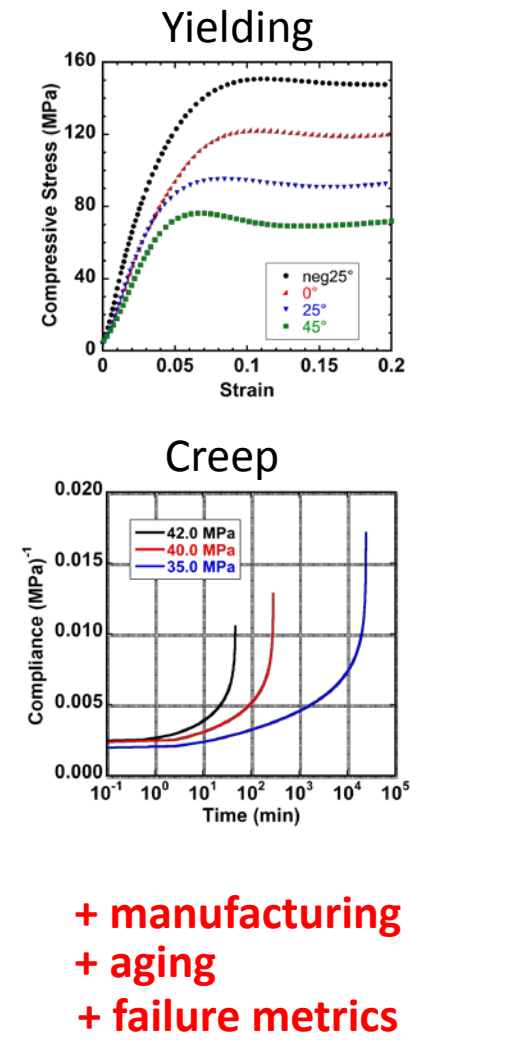 Yielding
160
120
80
40
0
Compressive Stress (MPa)
neg25°
0°
25°
45°
0 0.05 0.1 0.15 0.2
Strain
Creep
0.020
0.015
0.010
0.005
0.000
Compliance (MPa)⁻¹
42.0 MPa
40.0 MPa
35.0 MPa
10⁻¹ 10⁰ 10¹ 10² 10³ 10⁴ 10⁵
Time (min)
+ manufacturing
+ aging
+ failure metrics